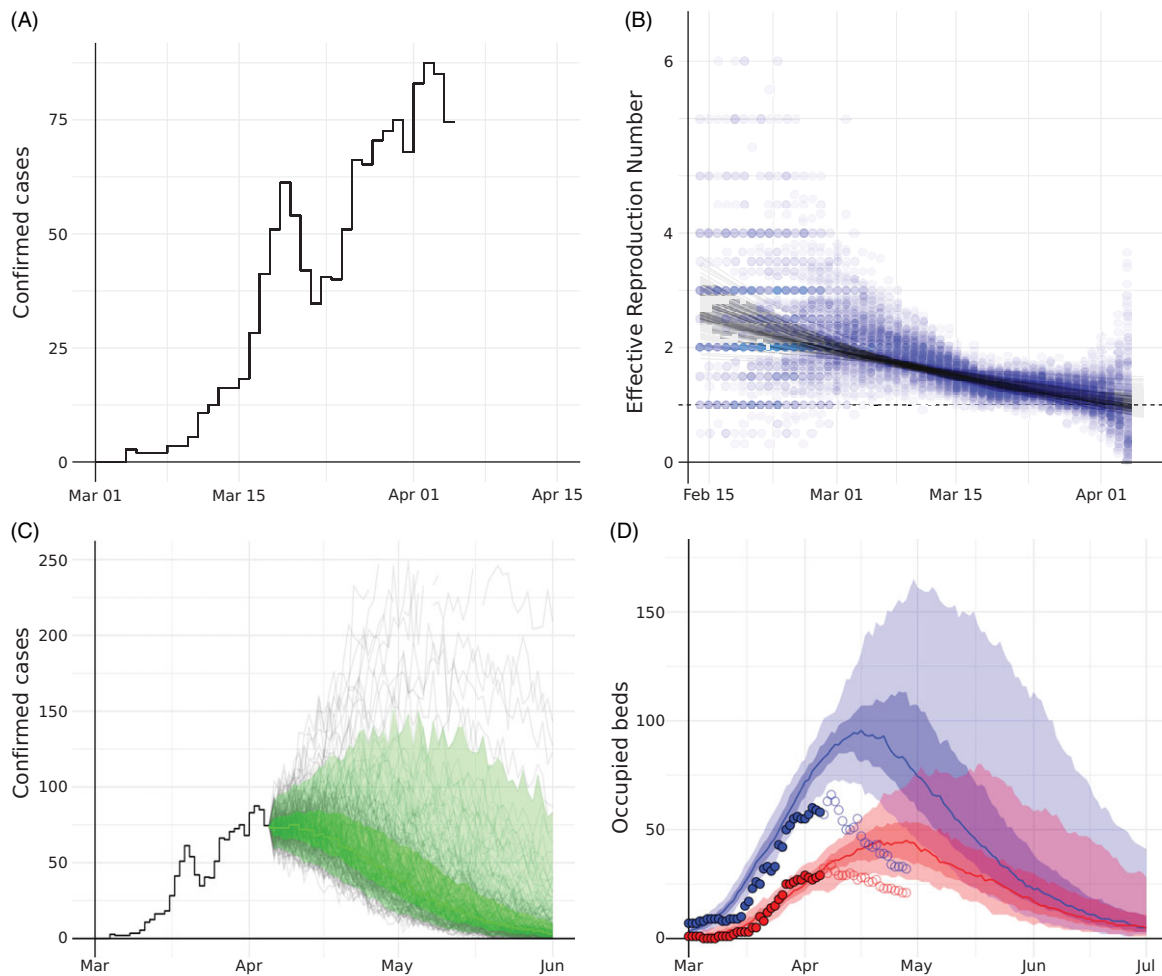 (A)
Confirmed cases
75
50
25
0
Mar 01
Mar 15
Apr 01
Apr 15
(B)
Effective Reproduction Number
6
4
2
0
Feb 15
Mar 01
Mar 15
Apr 01
(C)
Confirmed cases
250
200
150
100
50
0
Mar
Apr
May
Jun
(D)
Occupied beds
150
100
50
0
Mar
Apr
May
Jun
Jul